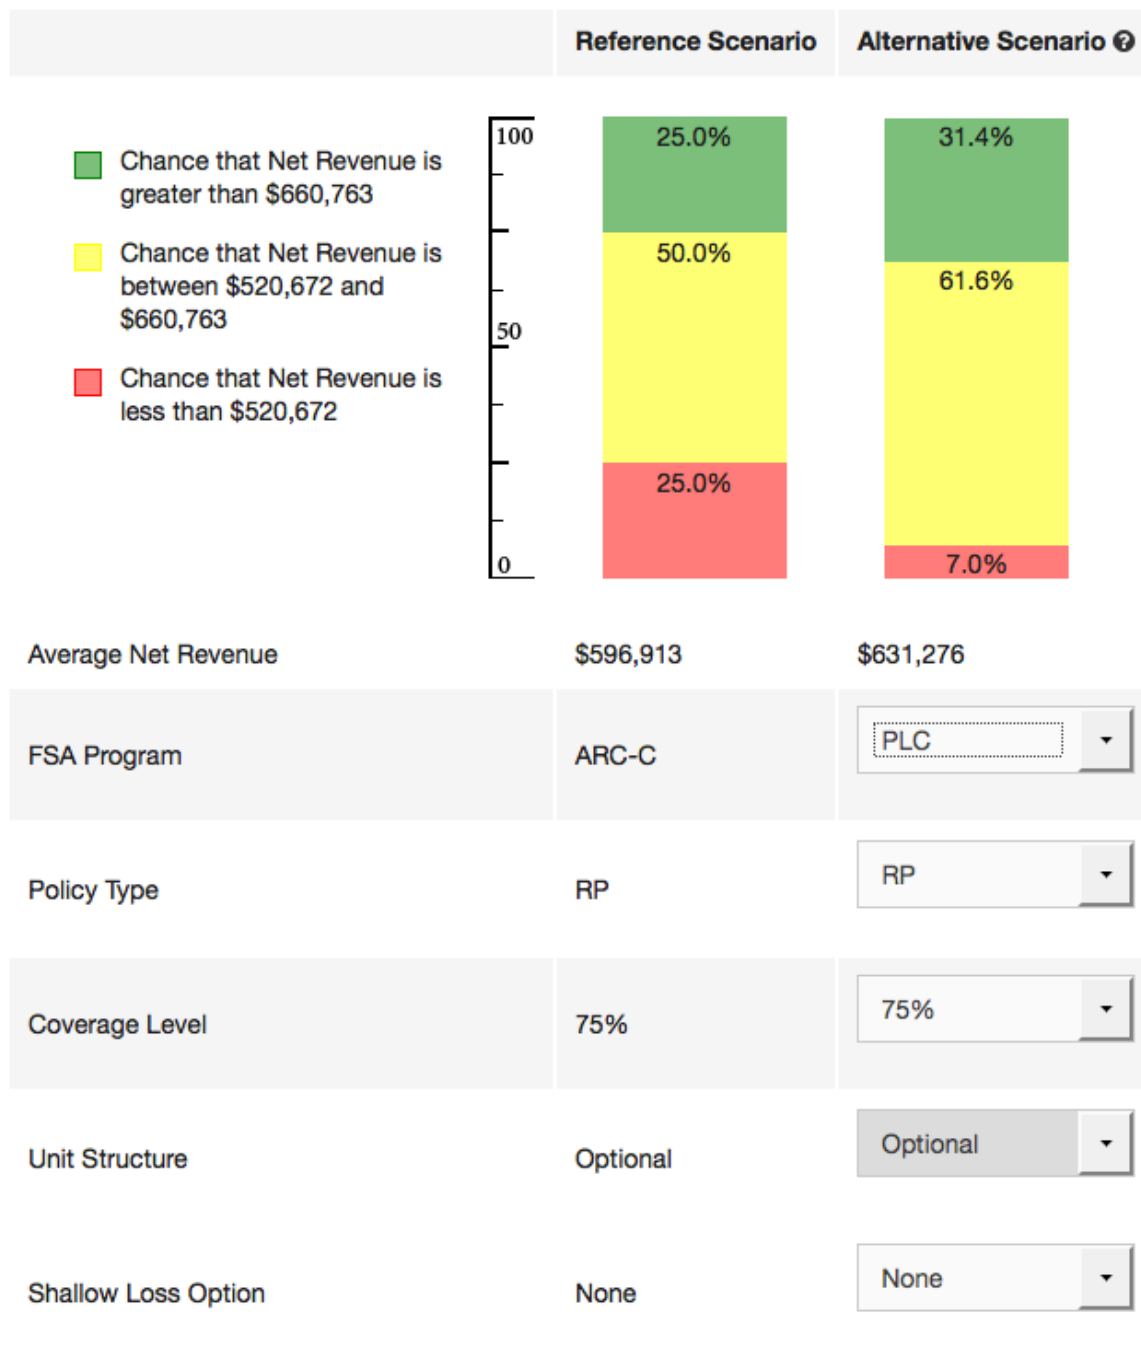 Reference Scenario Alternative Scenario ?
Chance that Net Revenue is
greater than $660,763
Chance that Net Revenue is
between $520,672 and
$660,763
Chance that Net Revenue is
less than $520,672
100
50
0
25.0%
50.0%
25.0%
31.4%
61.6%
7.0%
Average Net Revenue $596,913 $631,276
FSA Program ARC-C PLC
Policy Type RP RP
Coverage Level 75% 75%
Unit Structure Optional Optional
Shallow Loss Option None None